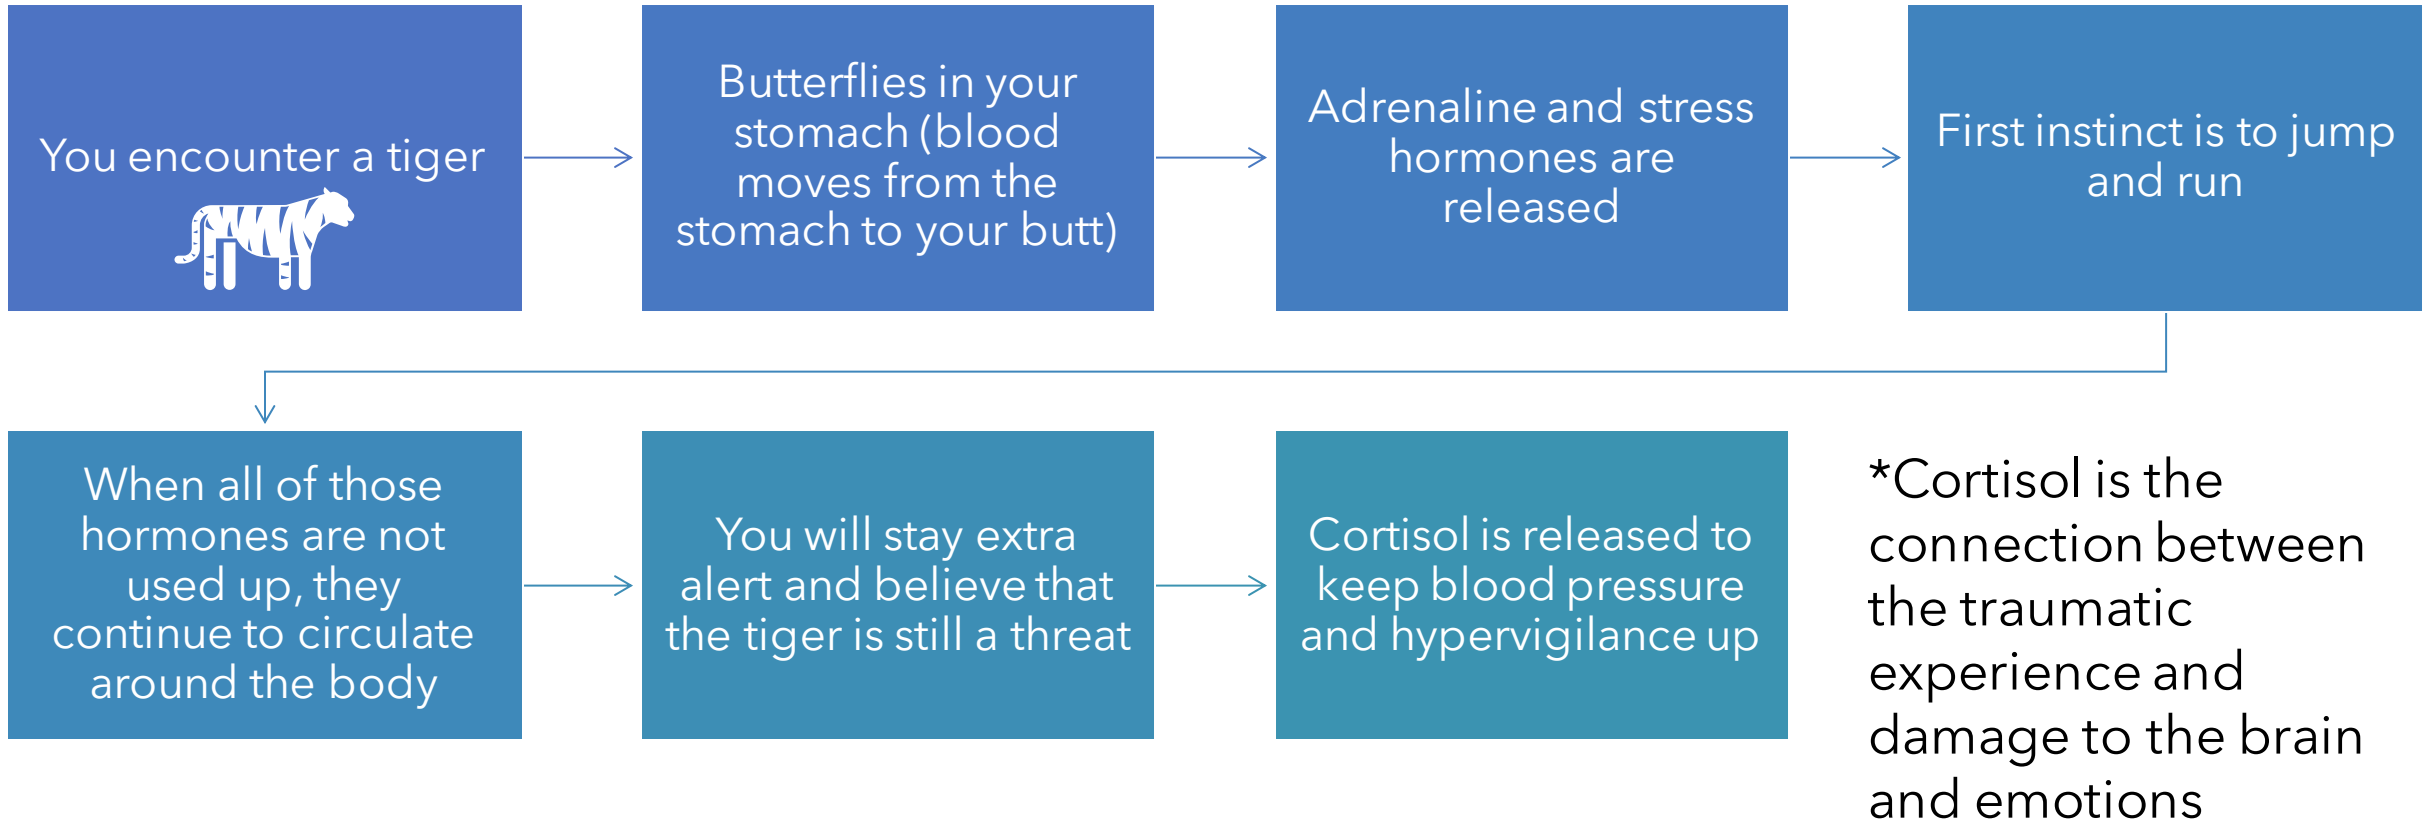 You encounter a tiger
Butterflies in your
stomach (blood
moves from the
stomach to your butt)
Adrenaline and stress
hormones are
released
First instinct is to jump
and run
When all of those
hormones are not
used up, they
continue to circulate
around the body
You will stay extra
alert and believe that
the tiger is still a threat
Cortisol is released to
keep blood pressure
and hypervigilance up
*Cortisol is the
connection between
the traumatic
experience and
damage to the brain
and emotions